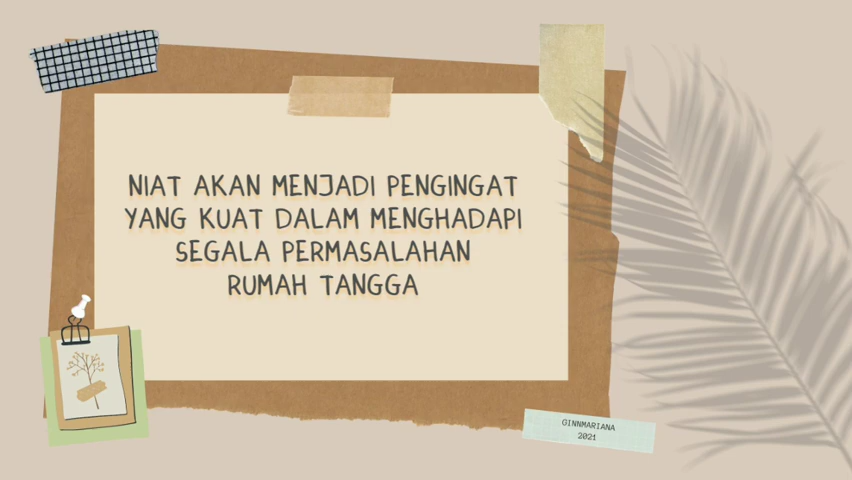 NIAT AKAN MENJADI PENGINGAT
YANG KUAT DALAM MENGHADAPI
SEGALA PERMASALAHAN
RUMAH TANGGA
GINNMARIANA
2021